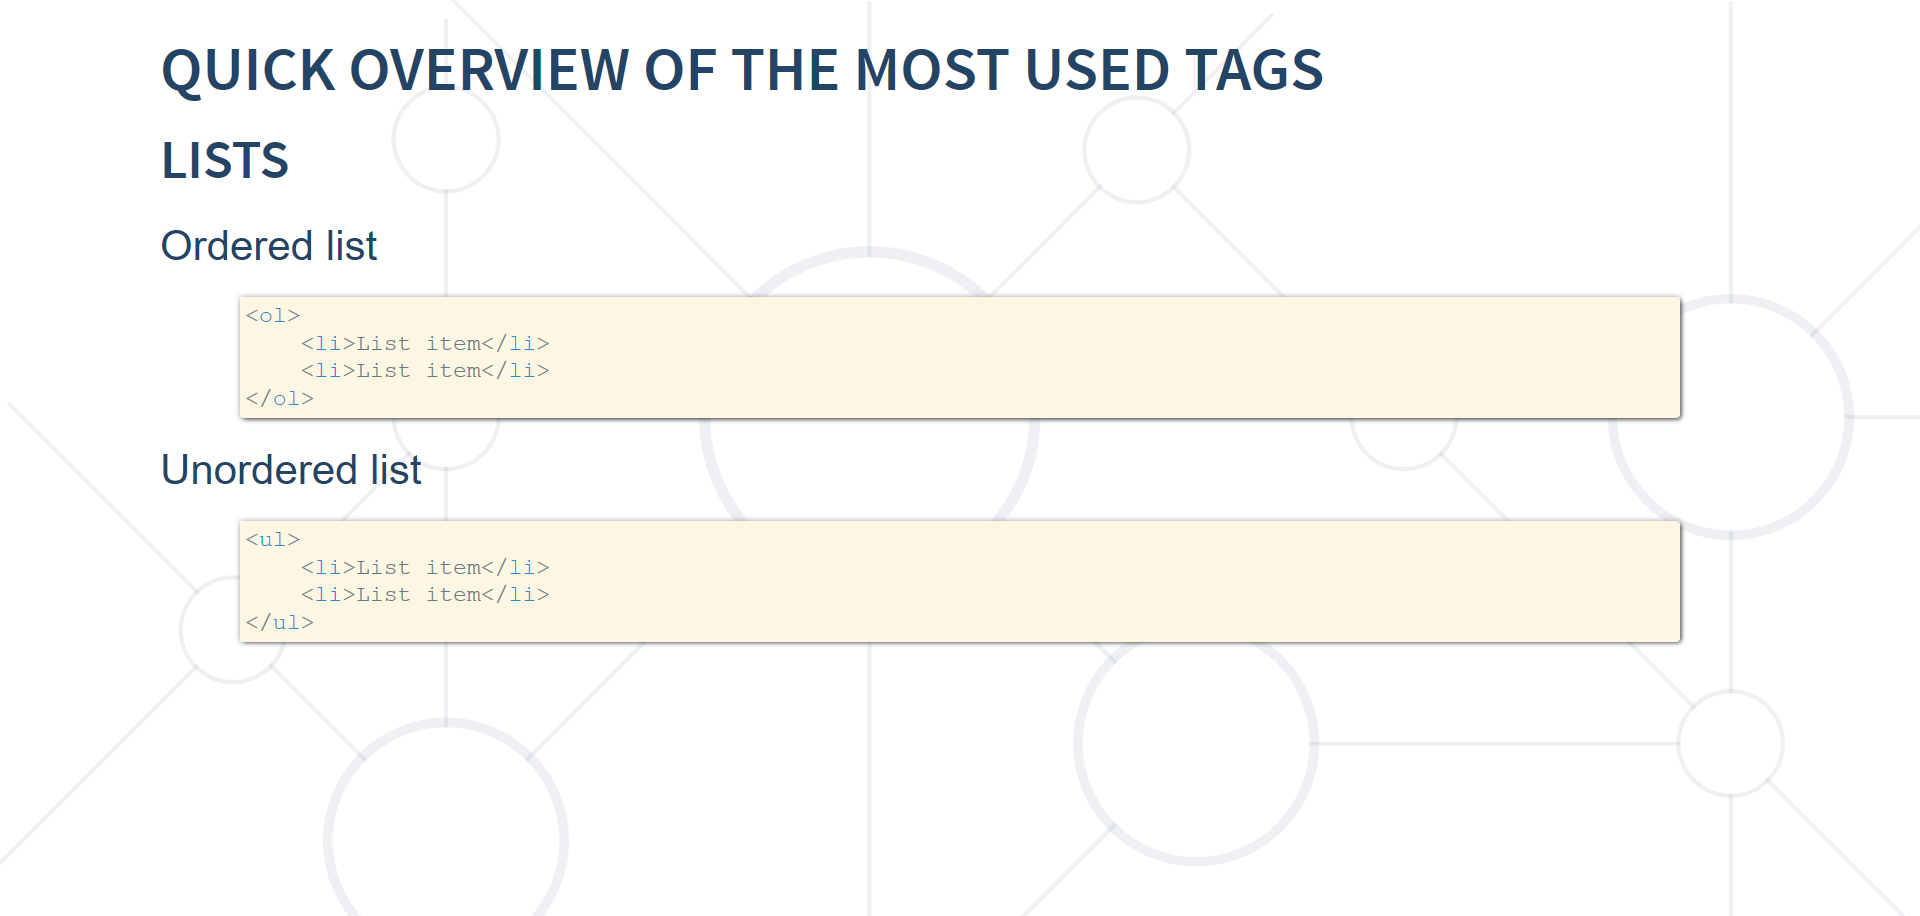 QUICK OVERVIEW OF THE MOST USED TAGS
LISTS
Ordered list
<ol>
    <li>List item</li>
    <li>List item</li>
</ol>
Unordered list
<ul>
    <li>List item</li>
    <li>List item</li>
</ul>